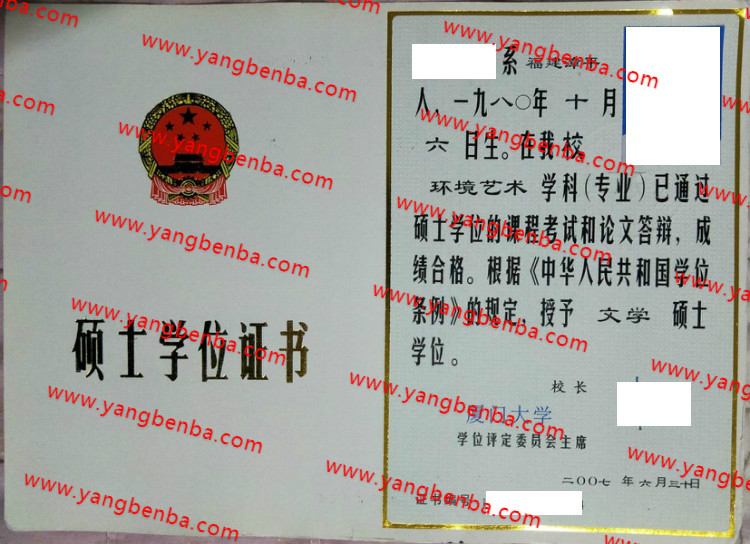 硕士学位证书
系 福建漳市
人，一九八〇年 十 月
六 日生。在我校
环境艺术 学科（专业）已通过
硕士学位的课程考试和论文答辩，成
绩合格。根据《中华人民共和国学位
条例》的规定，授予 文学 硕士
学位。
校 长
厦门大学
学位评定委员会主席
二〇〇七 年 六 月 三十 日
证书编号
www.yangbenba.com